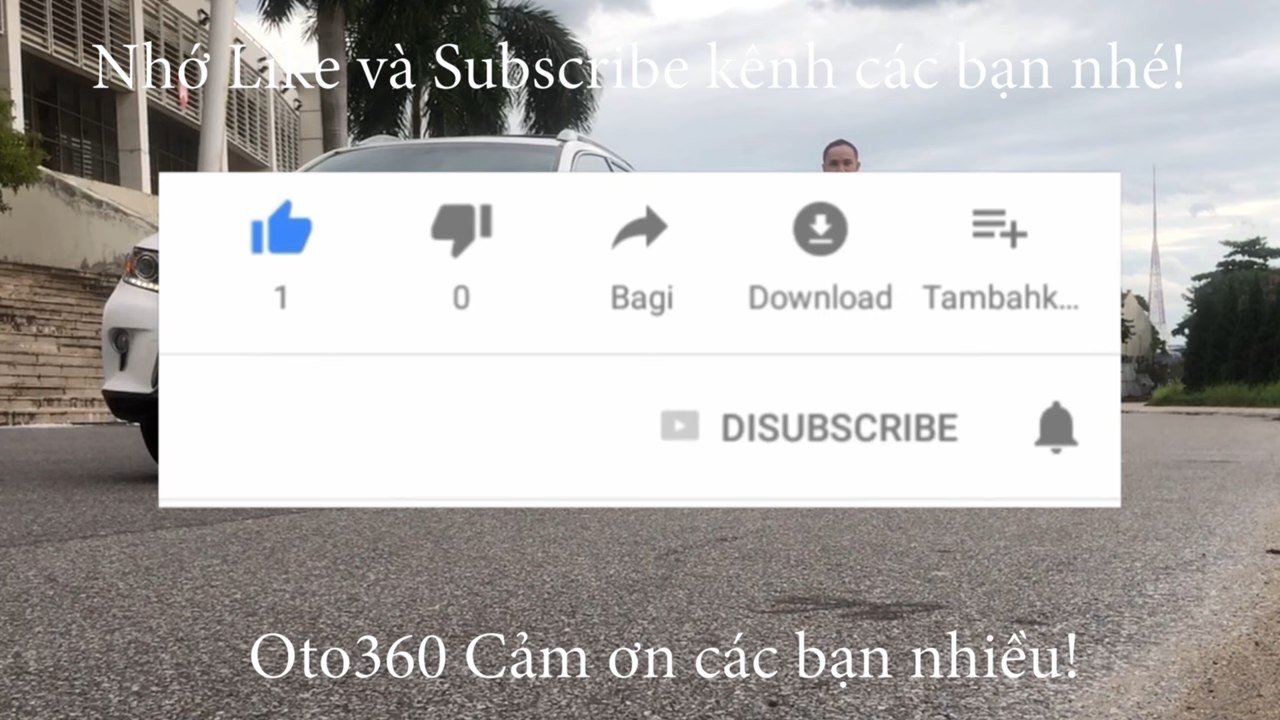 Nhớ Like và Subscribe kênh các bạn nhé!
1 0 Bagi Download Tambahk...
DISUBSCRIBE
Oto360 Cảm ơn các bạn nhiều!